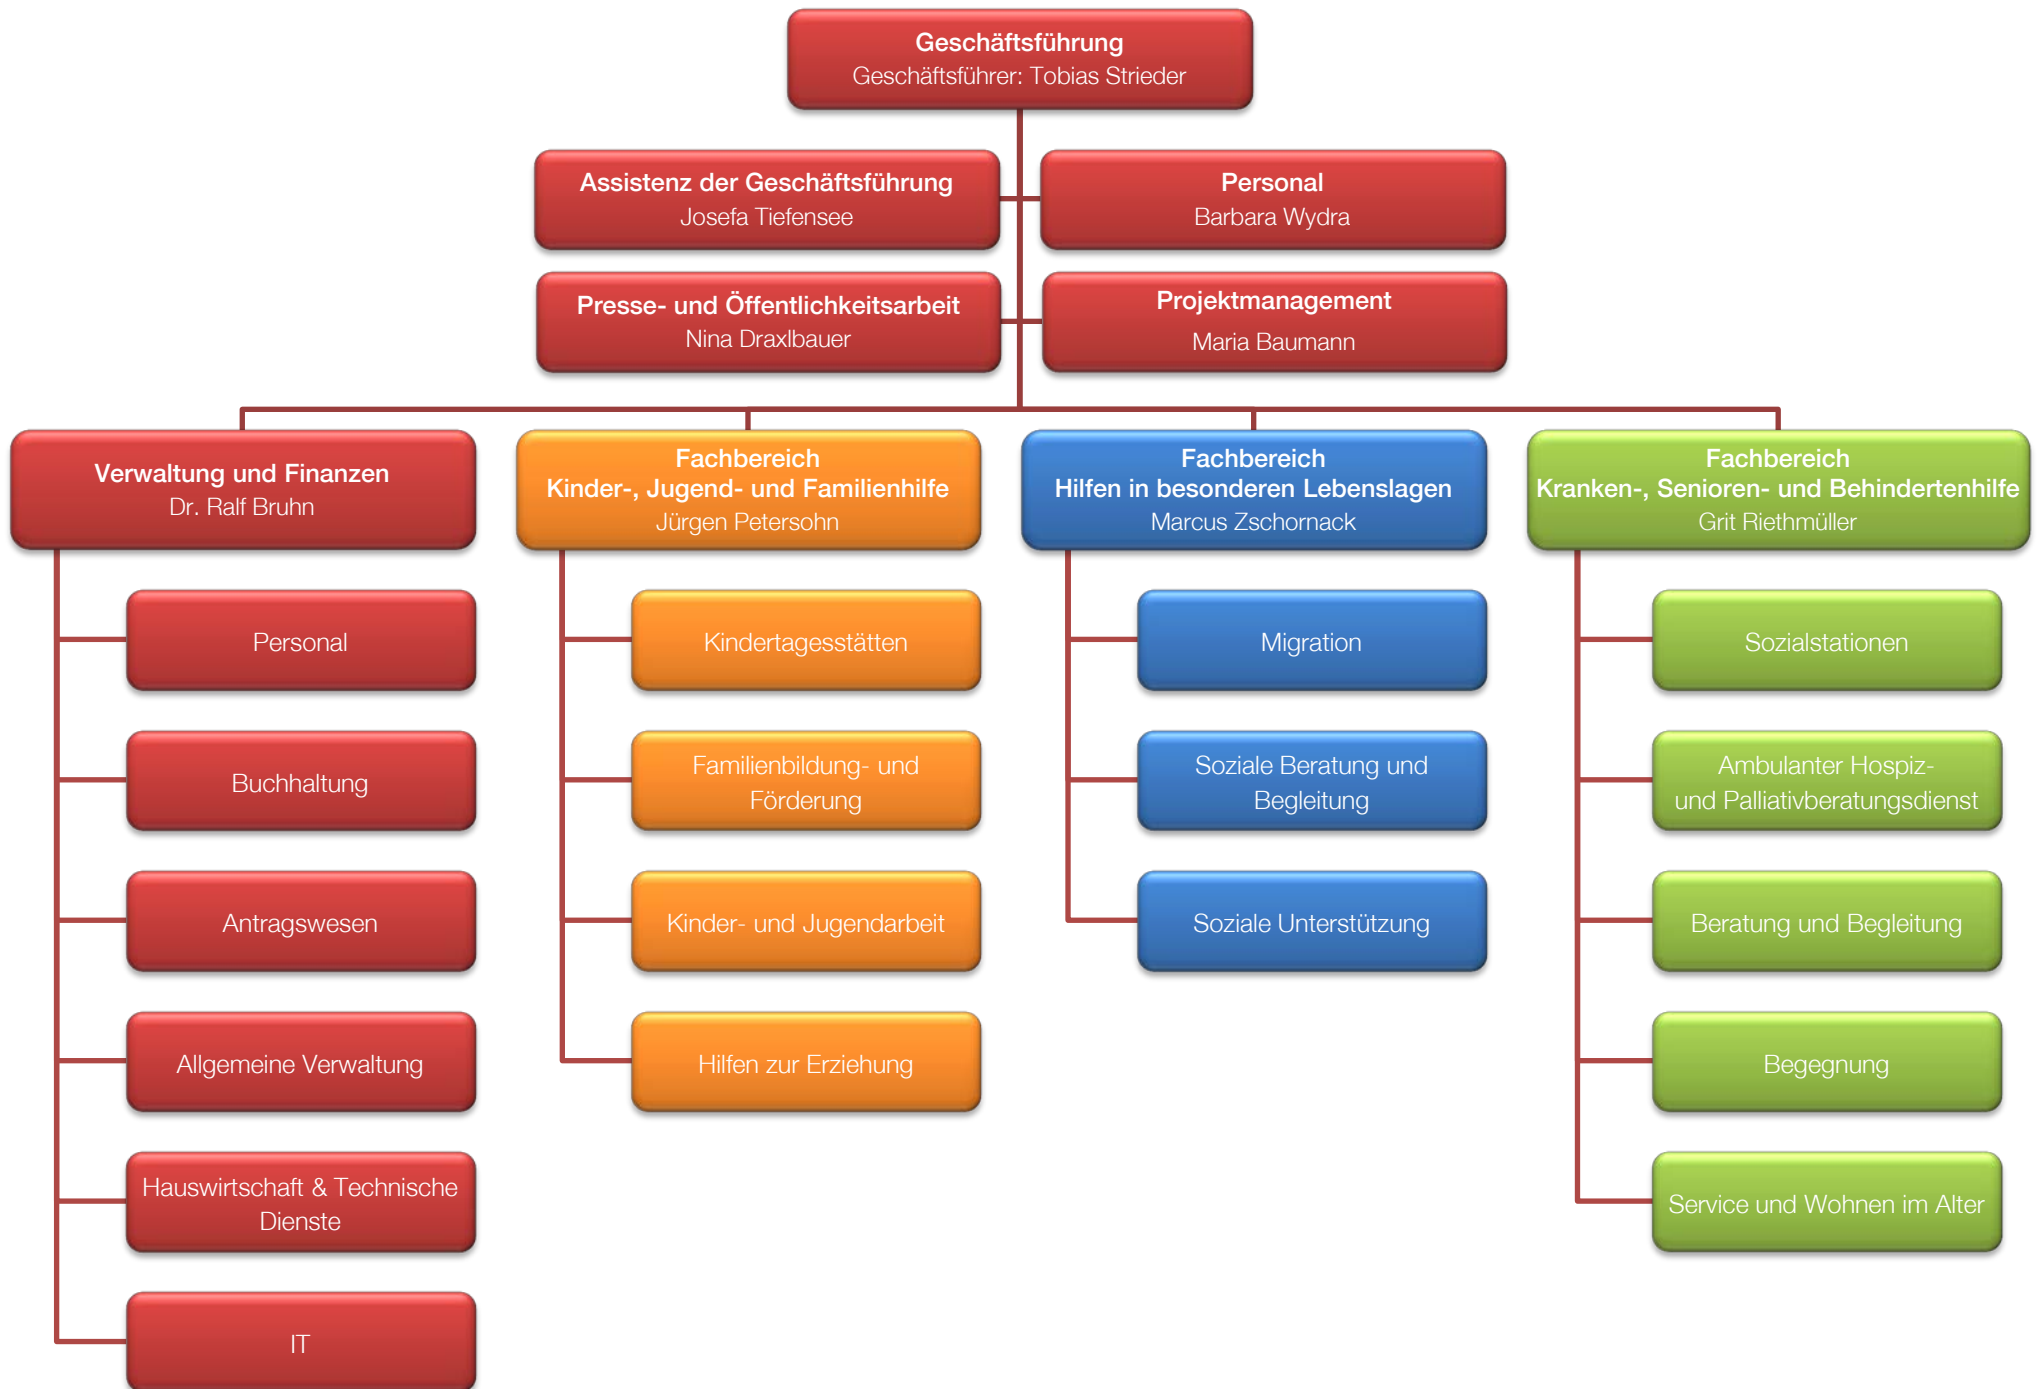 Geschäftsführung
Geschäftsführer: Tobias Strieder
Assistenz der Geschäftsführung
Josefa Tiefensee
Personal
Barbara Wydra
Presse- und Öffentlichkeitsarbeit
Nina Draxlbauer
Projektmanagement
Maria Baumann
Verwaltung und Finanzen
Dr. Ralf Bruhn
Personal
Buchhaltung
Antragswesen
Allgemeine Verwaltung
Hauswirtschaft & Technische
Dienste
IT
Fachbereich
Kinder-, Jugend- und Familienhilfe
Jürgen Petersohn
Kindertagesstätten
Familienbildung- und
Förderung
Kinder- und Jugendarbeit
Hilfen zur Erziehung
Fachbereich
Hilfen in besonderen Lebenslagen
Marcus Zschornack
Migration
Soziale Beratung und
Begleitung
Soziale Unterstützung
Fachbereich
Kranken-, Senioren- und Behindertenhilfe
Grit Riethmüller
Sozialstationen
Ambulanter Hospiz-
und Palliativberatungsdienst
Beratung und Begleitung
Begegnung
Service und Wohnen im Alter